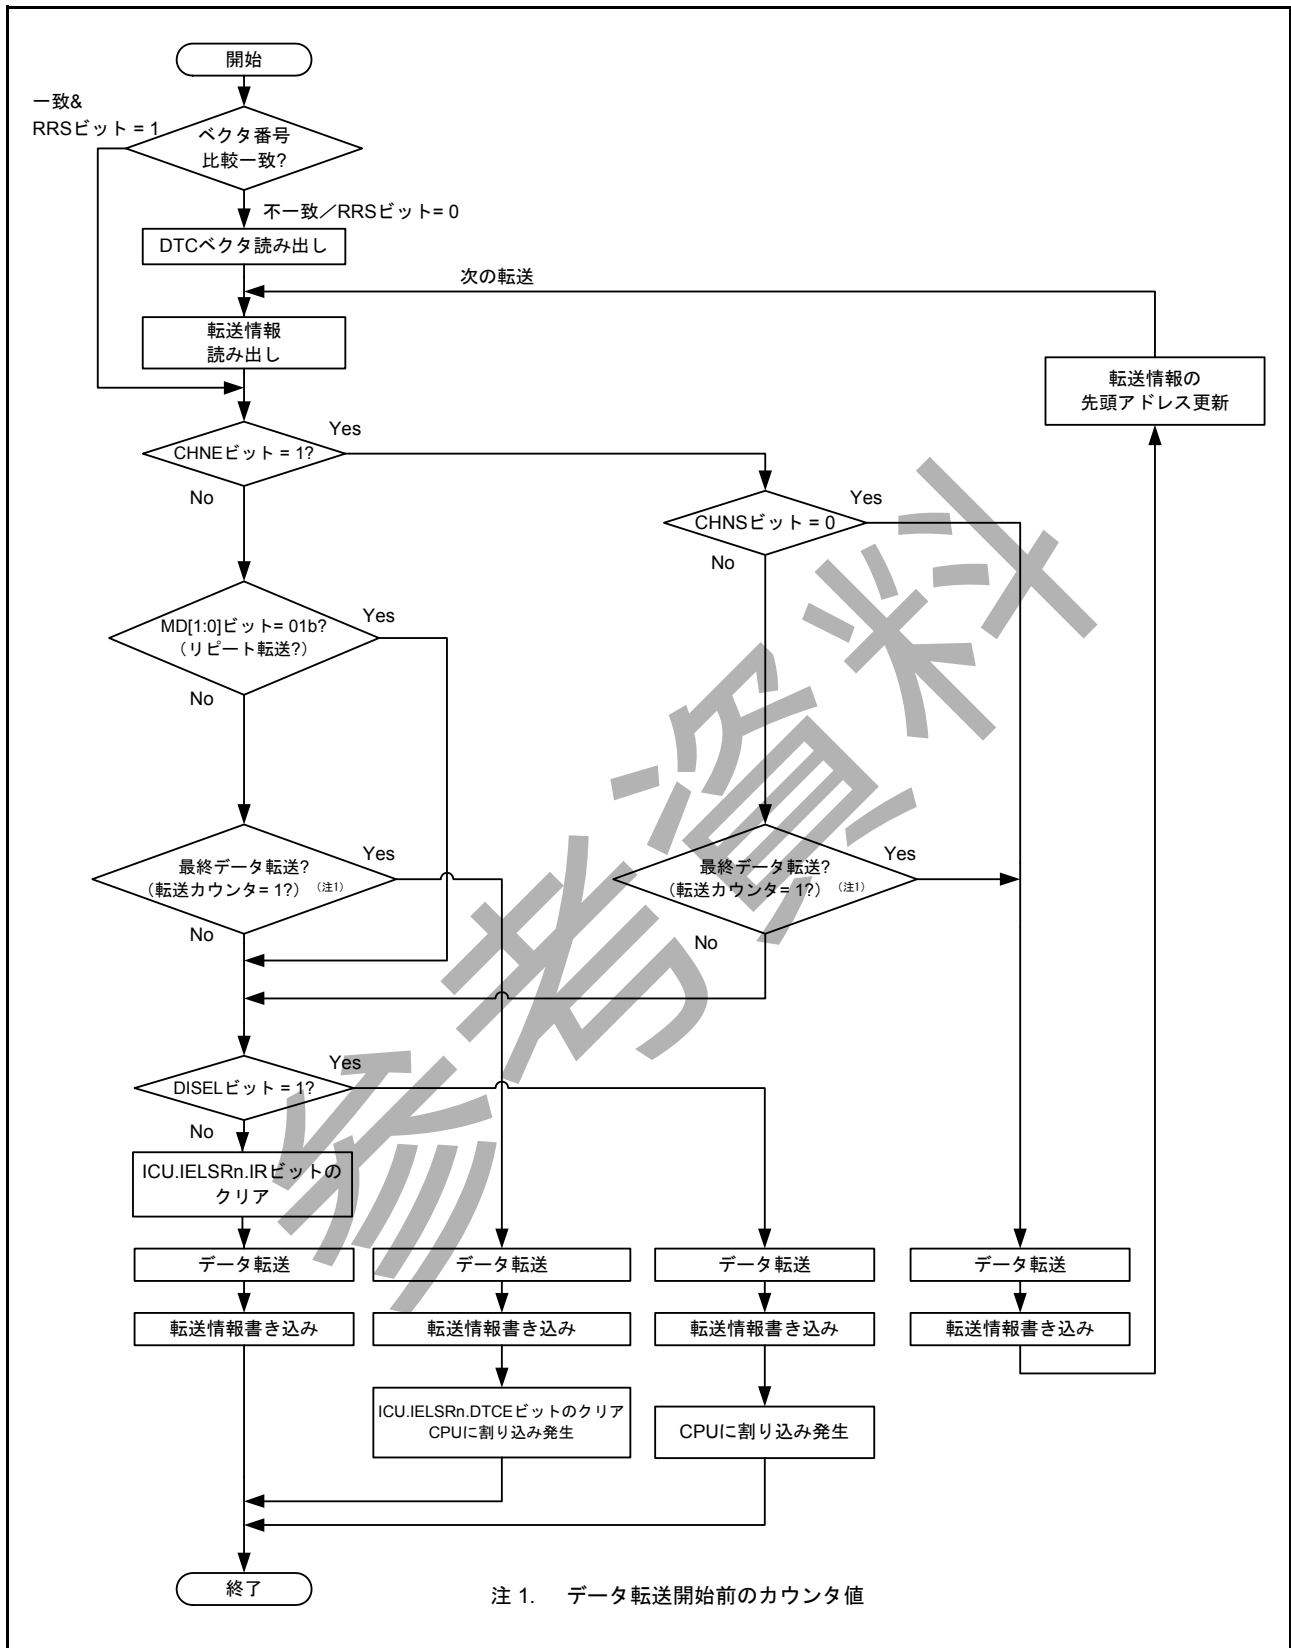 開始
一致&
RRSビット = 1
ベクタ番号
比較一致?
不一致／RRSビット= 0
DTCベクタ読み出し
次の転送
転送情報
読み出し
転送情報の
先頭アドレス更新
Yes
CHNEビット = 1?
No
Yes
CHNSビット = 0
No
MD[1:0]ビット= 01b?
（リピート転送?）
Yes
No
最終データ転送?
（転送カウンタ= 1?）（注1）
Yes
No
最終データ転送?
（転送カウンタ= 1?）（注1）
Yes
No
DISELビット = 1?
Yes
No
ICU.IELSRn.IRビットの
クリア
データ転送
データ転送
データ転送
データ転送
転送情報書き込み
転送情報書き込み
転送情報書き込み
転送情報書き込み
ICU.IELSRn.DTCEビットのクリア
CPUに割り込み発生
CPUに割り込み発生
終了
注 1. データ転送開始前のカウンタ値
参考資料